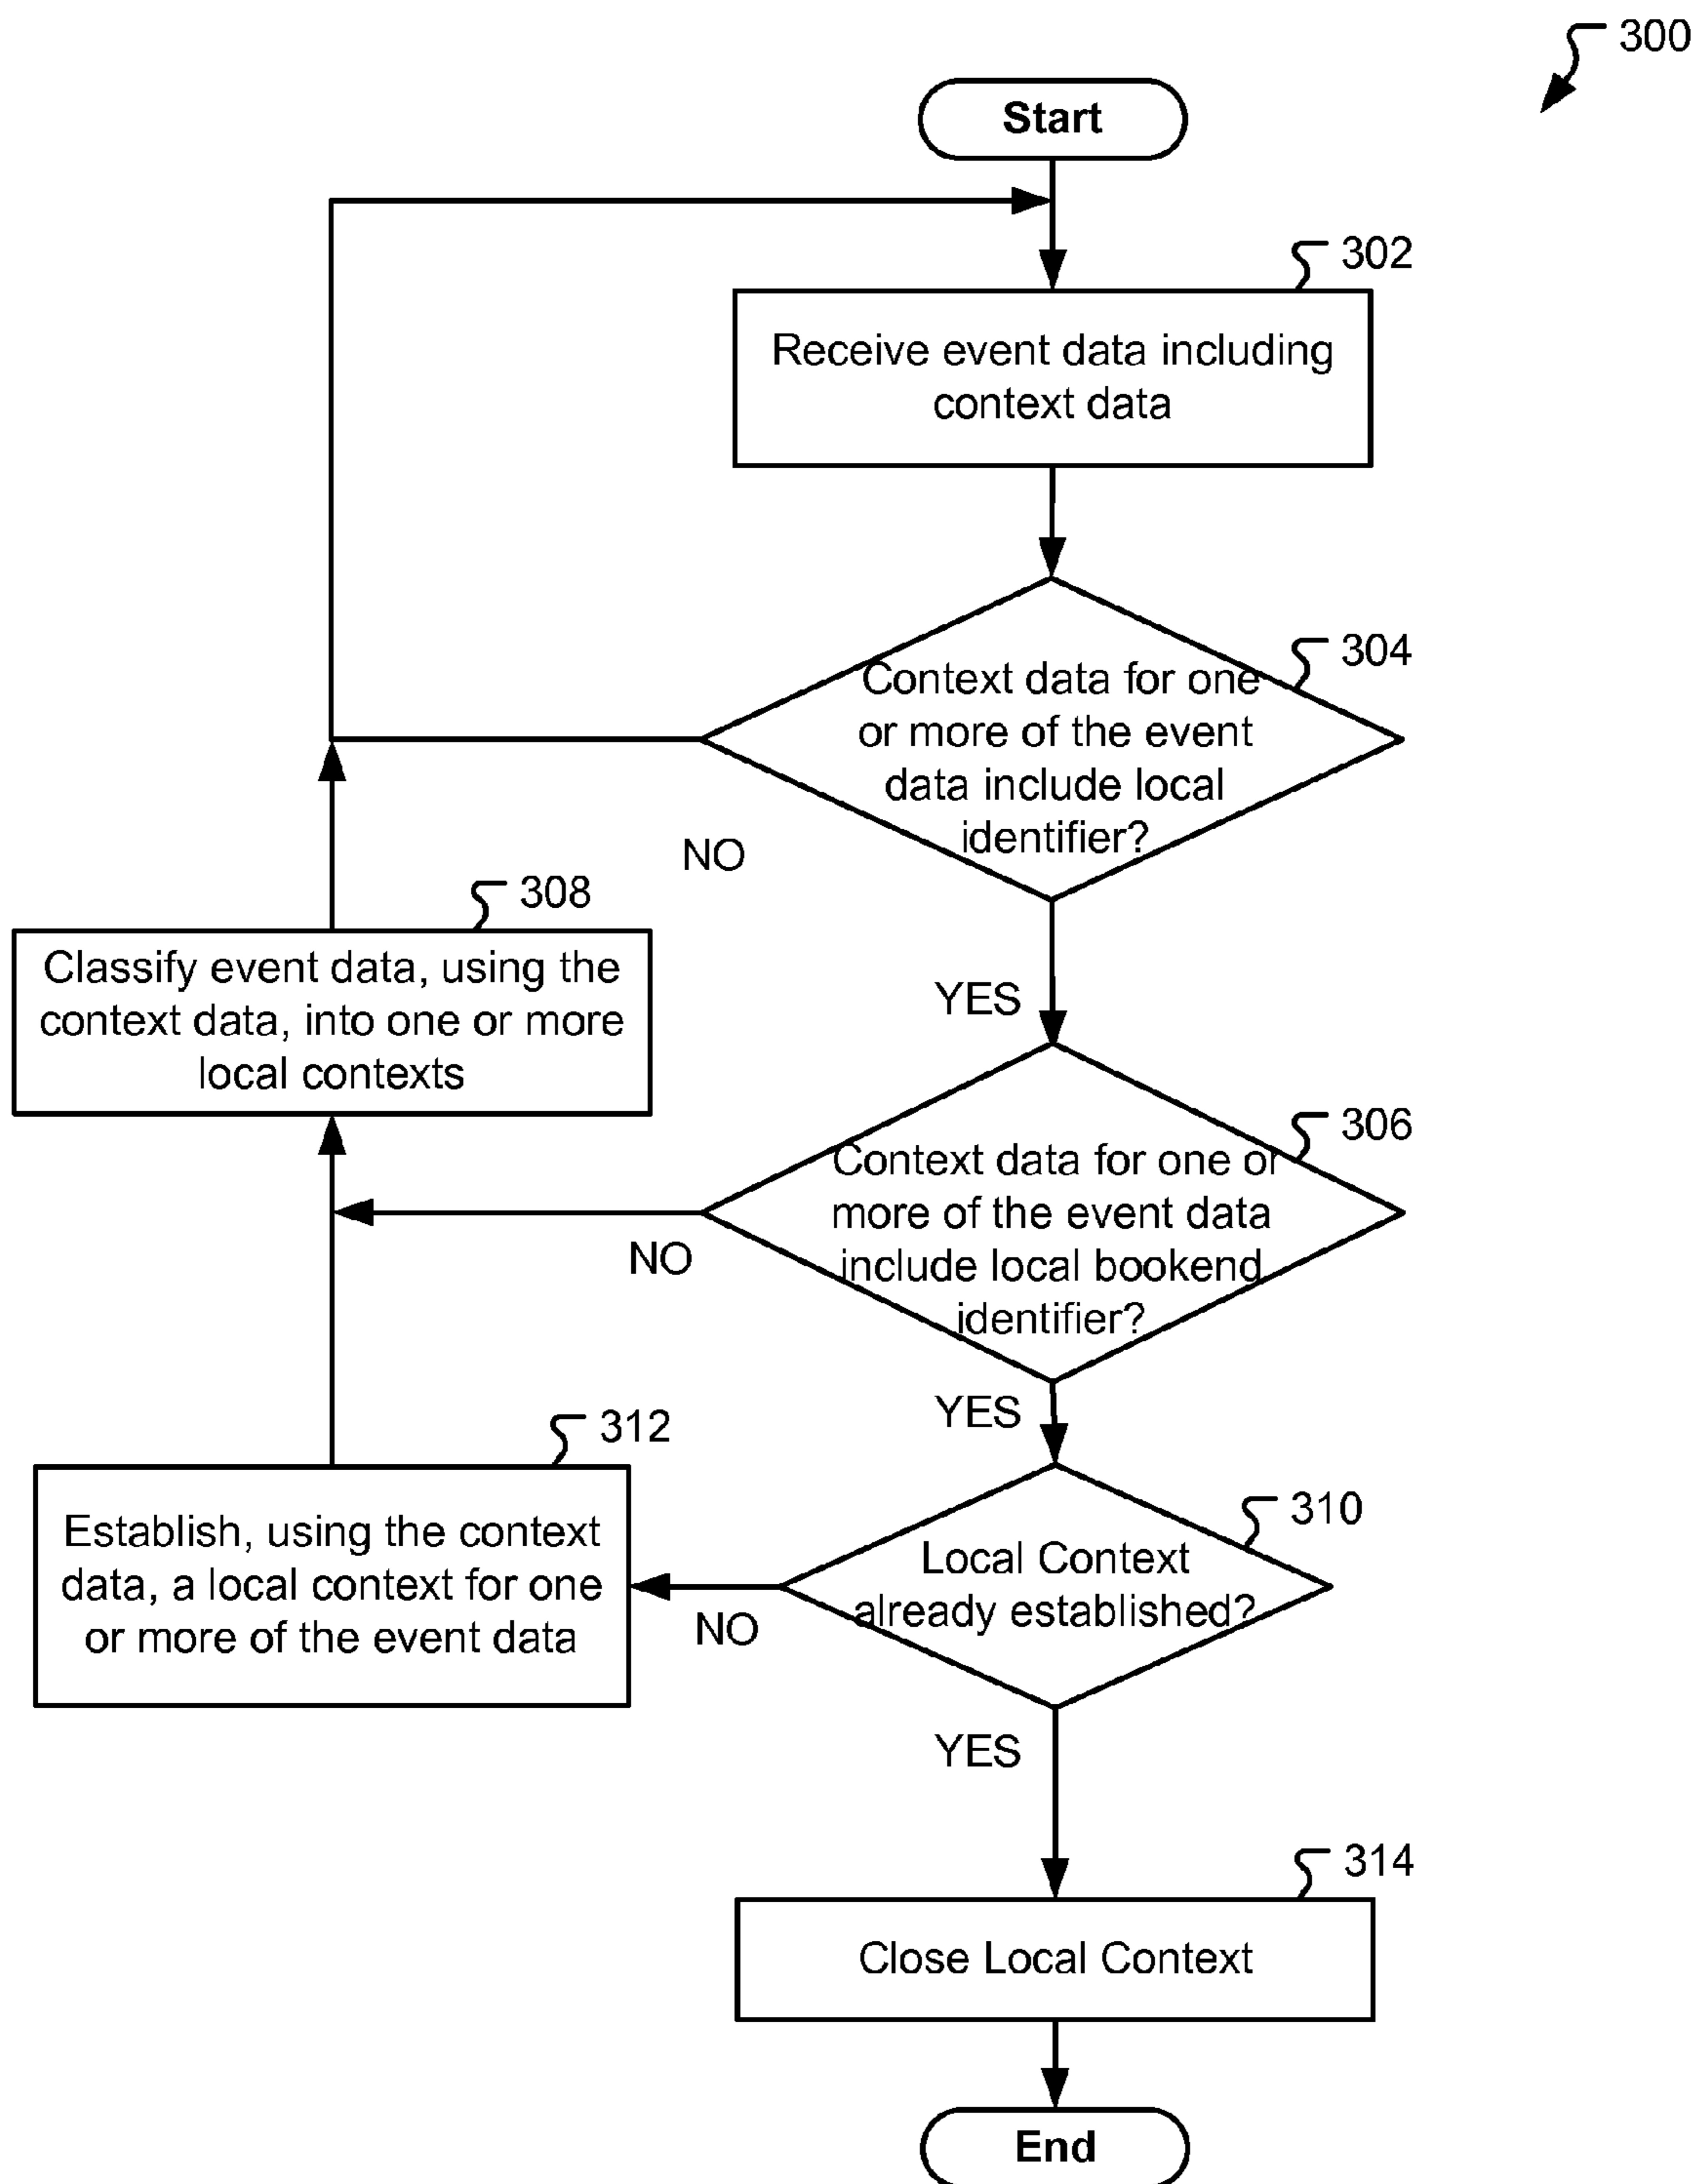 300
Start
302
Receive event data including
context data
304
Context data for one
or more of the event
data include local
identifier?
NO
308
Classify event data, using the
context data, into one or more
local contexts
YES
306
Context data for one or
more of the event data
include local bookend
identifier?
NO
YES
312
Establish, using the context
data, a local context for one
or more of the event data
310
Local Context
already established?
NO
YES
314
Close Local Context
End